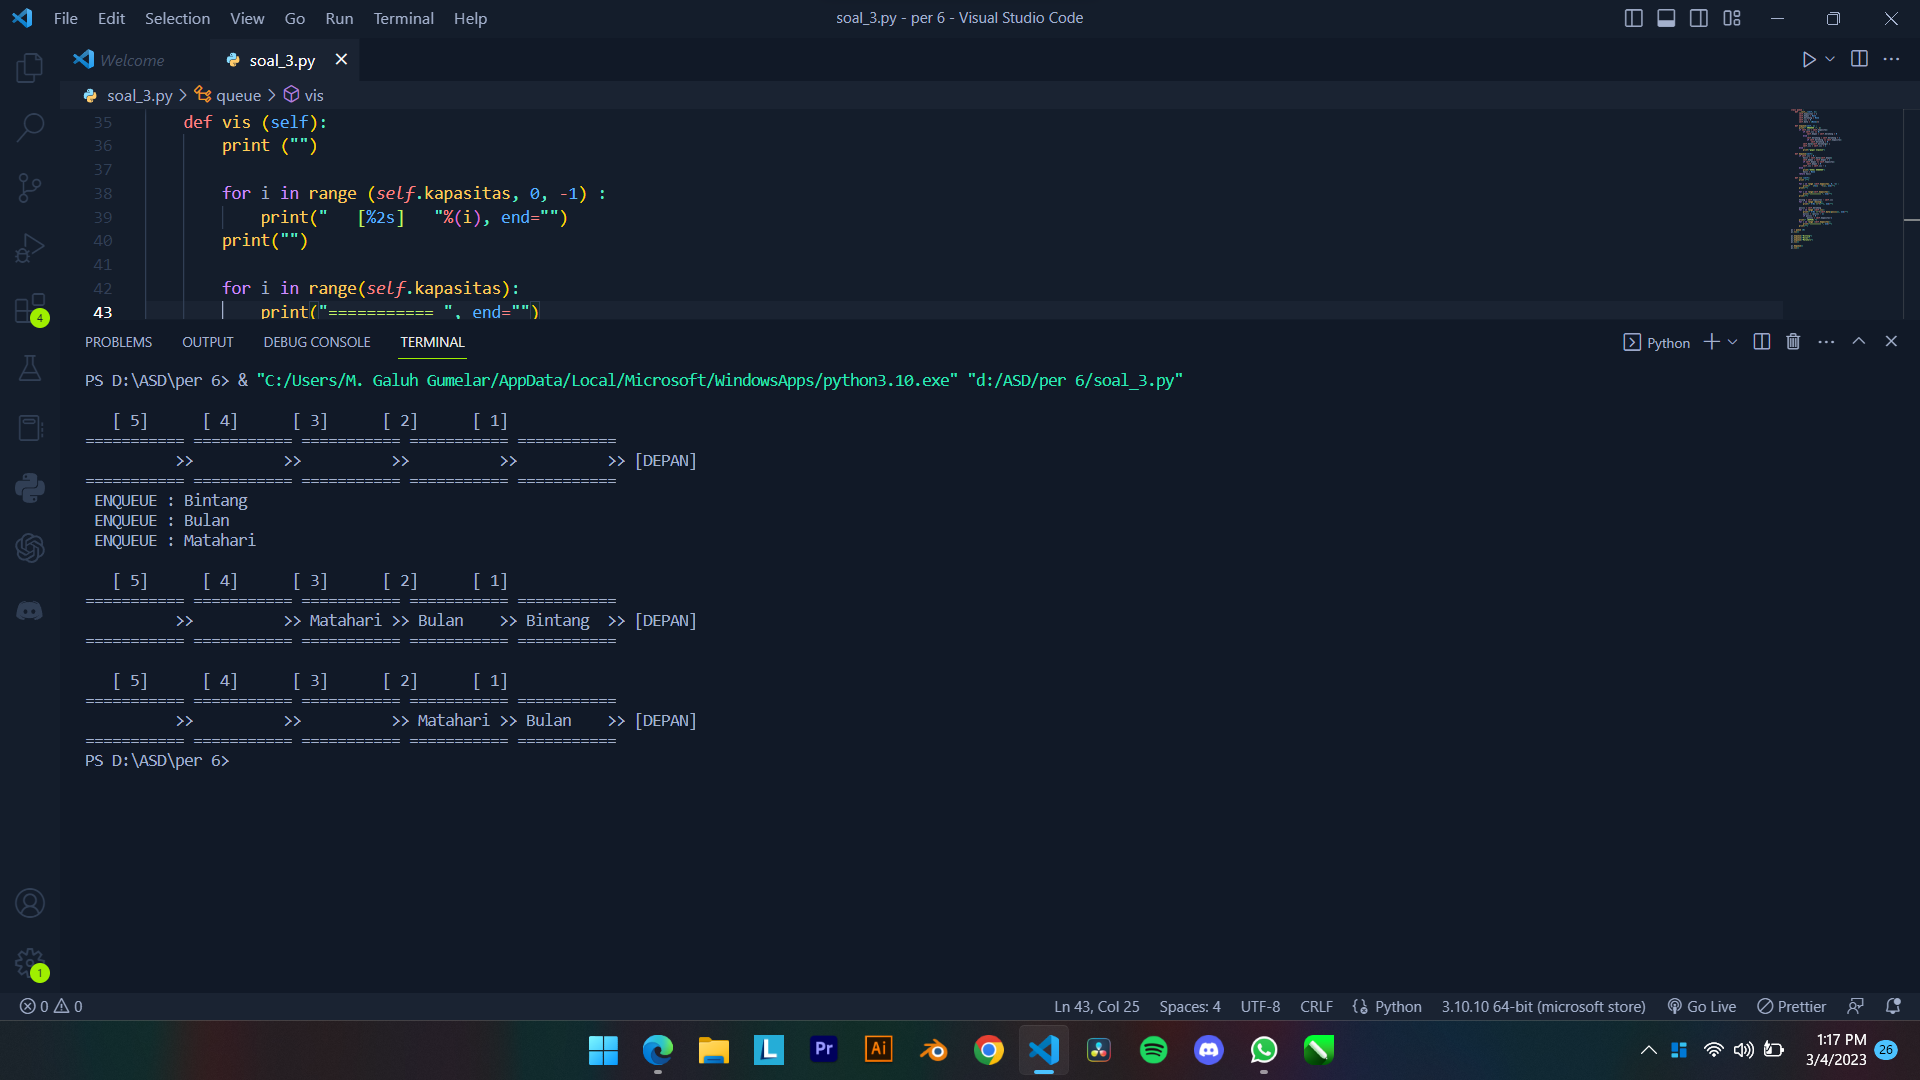 File Edit Selection View Go Run Terminal Help
soal_3.py - per 6 - Visual Studio Code
Welcome
soal_3.py
soal_3.py > queue > vis
35 def vis (self):
36 print ("")
37
38 for i in range (self.kapasitas, 0, -1) :
39 print("   [%2s]   "%(i), end="")
40 print("")
41
42 for i in range(self.kapasitas):
43 print("=========== ", end="")
PROBLEMS OUTPUT DEBUG CONSOLE TERMINAL
Python
PS D:\ASD\per 6> & "C:/Users/M. Galuh Gumelar/AppData/Local/Microsoft/WindowsApps/python3.10.exe" "d:/ASD/per 6/soal_3.py"
   [ 5]      [ 4]      [ 3]      [ 2]      [ 1]
=========== =========== =========== =========== ===========
          >>          >>          >>          >>          >> [DEPAN]
=========== =========== =========== =========== ===========
 ENQUEUE : Bintang
 ENQUEUE : Bulan
 ENQUEUE : Matahari
   [ 5]      [ 4]      [ 3]      [ 2]      [ 1]
=========== =========== =========== =========== ===========
          >>          >> Matahari >> Bulan    >> Bintang  >> [DEPAN]
=========== =========== =========== =========== ===========
   [ 5]      [ 4]      [ 3]      [ 2]      [ 1]
=========== =========== =========== =========== ===========
          >>          >>          >> Matahari >> Bulan    >> [DEPAN]
=========== =========== =========== =========== ===========
PS D:\ASD\per 6>
4
1
0 0
Ln 43, Col 25 Spaces: 4 UTF-8 CRLF Python 3.10.10 64-bit (microsoft store) Go Live Prettier
L Pr Ai
1:17 PM
3/4/2023
26